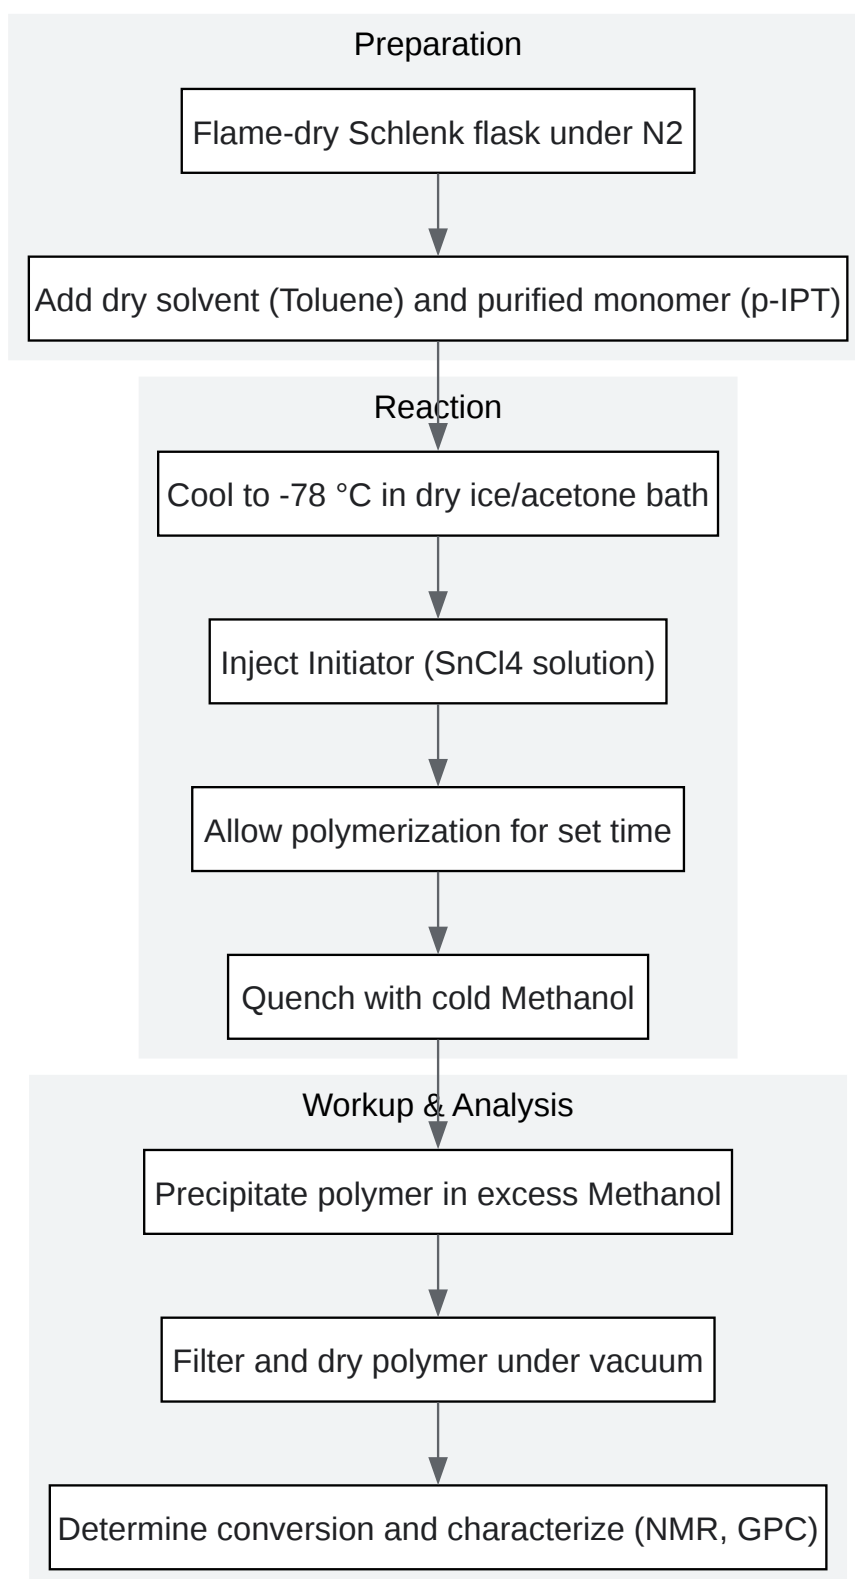 Preparation
Flame-dry Schlenk flask under N2
Add dry solvent (Toluene) and purified monomer (p-IPT)
Reaction
Cool to -78 °C in dry ice/acetone bath
Inject Initiator (SnCl4 solution)
Allow polymerization for set time
Quench with cold Methanol
Workup & Analysis
Precipitate polymer in excess Methanol
Filter and dry polymer under vacuum
Determine conversion and characterize (NMR, GPC)